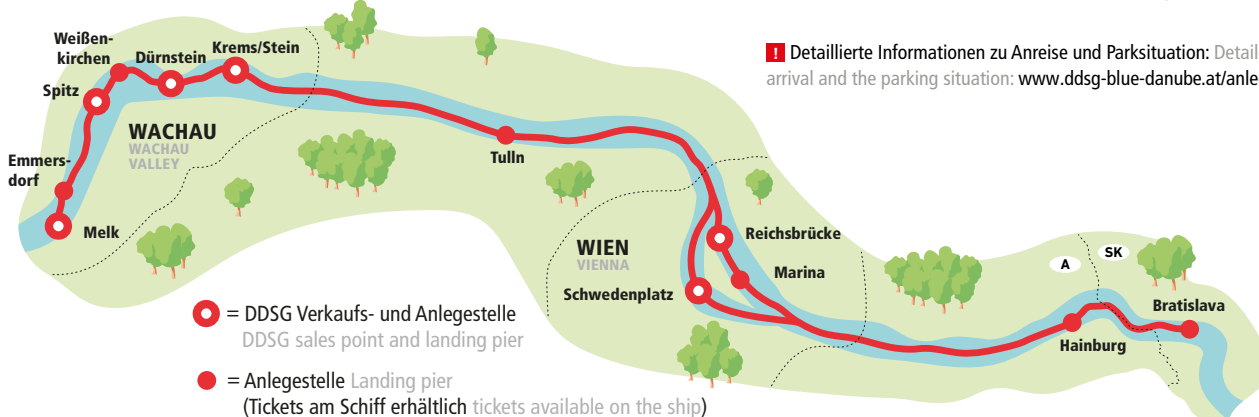 Weißen-
kirchen
Dürnstein
Krems/Stein
Spitz
WACHAU
WACHAU
VALLEY
Emmers-
dorf
Melk
Tulln
! Detaillierte Informationen zu Anreise und Parksituation: Detail
arrival and the parking situation: www.ddsg-blue-danube.at/anle
WIEN
VIENNA
Reichsbrücke
Marina
Schwedenplatz
A
SK
Bratislava
Hainburg
= DDSG Verkaufs- und Anlegestelle
DDSG sales point and landing pier
= Anlegestelle Landing pier
(Tickets am Schiff erhältlich tickets available on the ship)